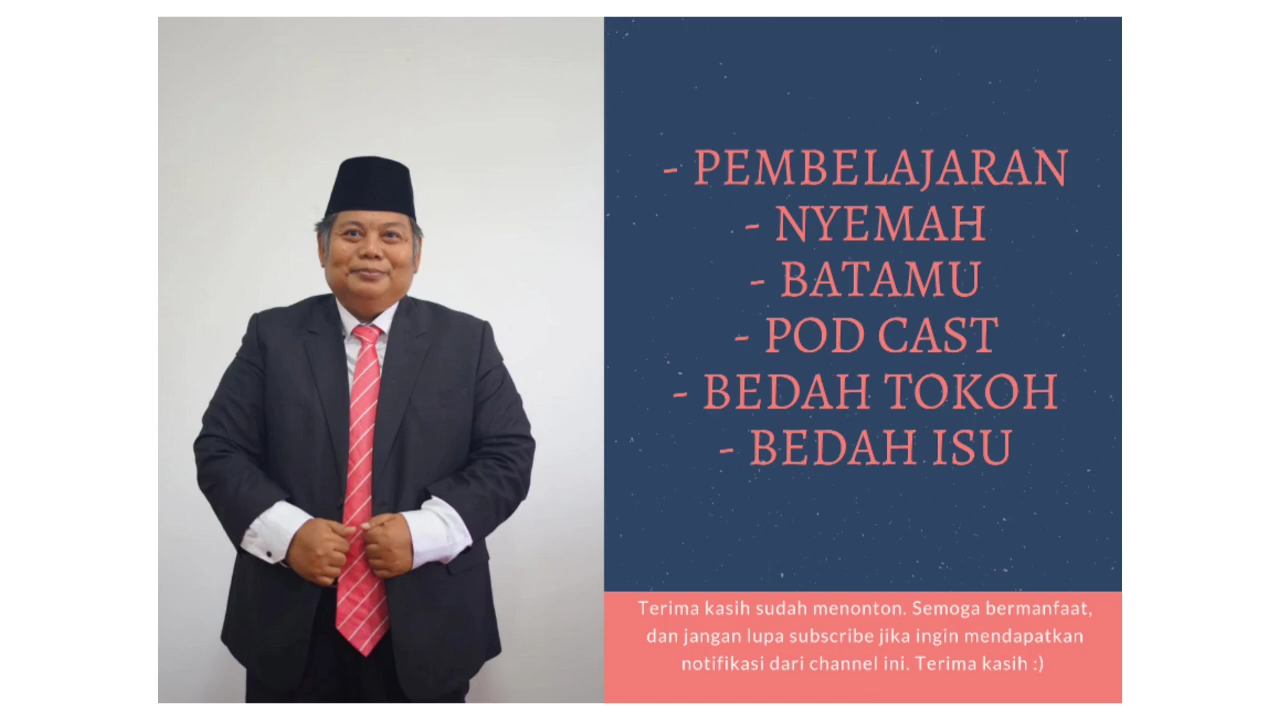 - PEMBELAJARAN
- NYEMAH
- BATAMU
- POD CAST
- BEDAH TOKOH
- BEDAH ISU
Terima kasih sudah menonton. Semoga bermanfaat,
dan jangan lupa subscribe jika ingin mendapatkan
notifikasi dari channel ini. Terima kasih :)